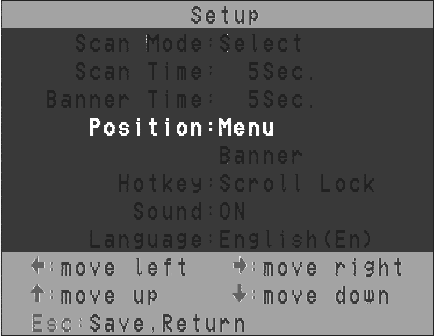 Setup
Scan Mode:Select
Scan Time: 5Sec.
Banner Time: 5Sec.
Position:Menu
Banner
Hotkey:Scroll Lock
Sound:ON
Language:English(En)
←:move left →:move right
↑:move up ↓:move down
Esc:Save,Return